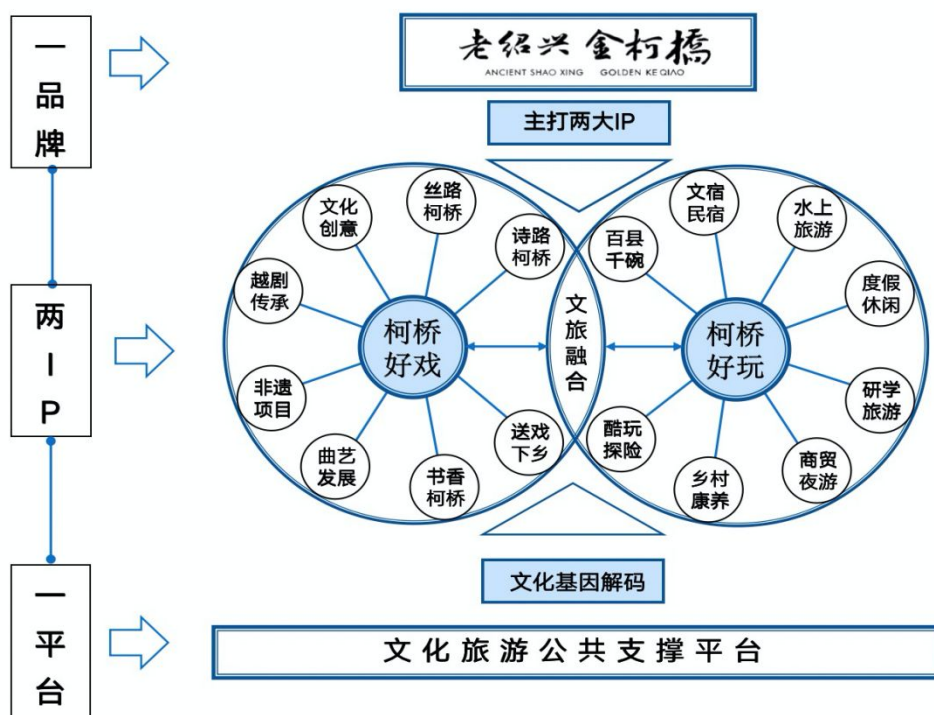 一品牌
老绍兴 金柯橋
ANCIENT SHAO XING GOLDEN KE QIAO
主打两大IP
两IP
丝路
柯桥
文化
创意
诗路
柯桥
越剧
传承
柯桥
好戏
非遗
项目
曲艺
发展
书香
柯桥
送戏
下乡
文旅融合
文宿
民宿
水上
旅游
百县
千碗
度假
休闲
柯桥
好玩
研学
旅游
酷玩
探险
乡村
康养
商贸
夜游
文化基因解码
一平台
文化旅游公共支撑平台